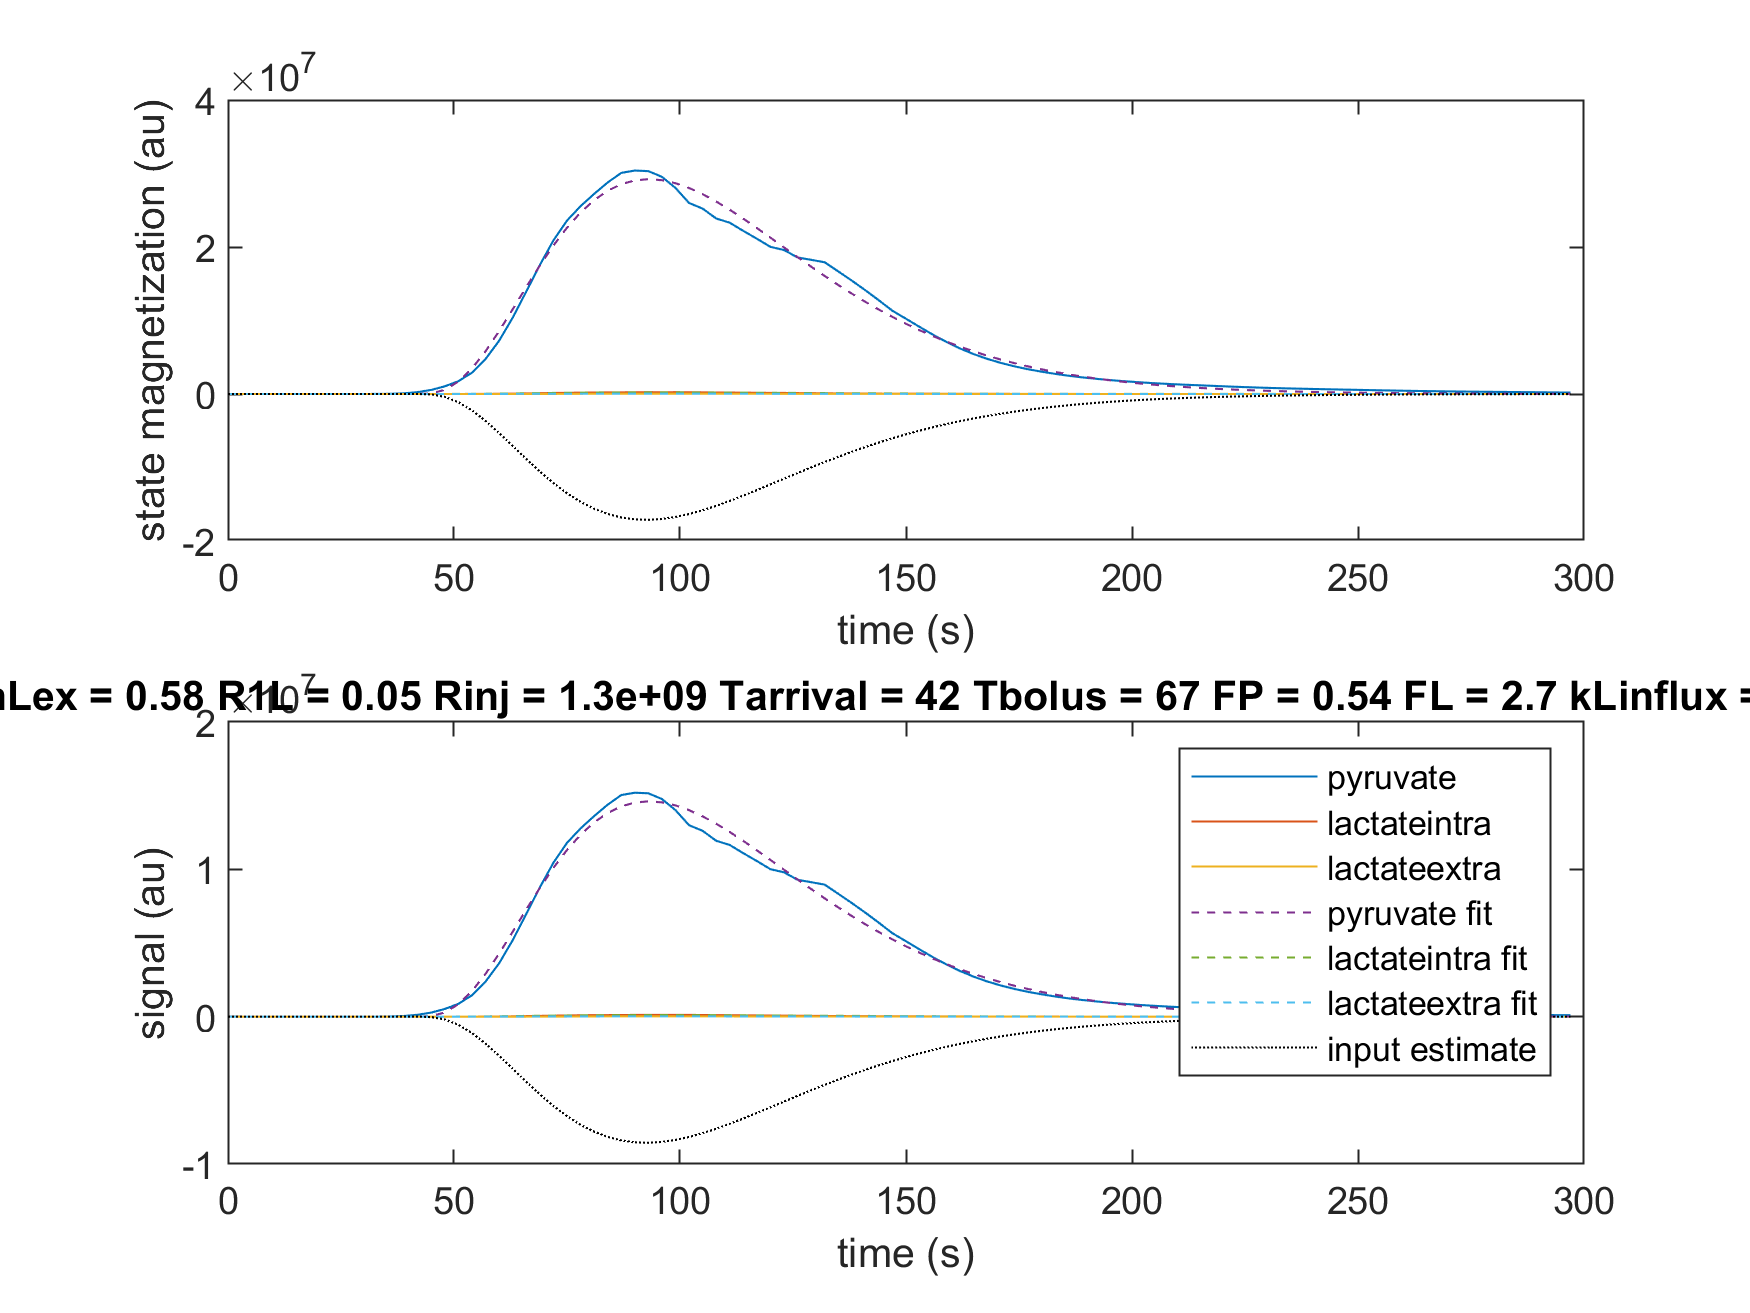 ×10⁷
4
2
0
-2
state magnetization (au)
0 50 100 150 200 250 300
time (s)
= 0.58 R1L = 0.05 Rinj = 1.3e+09 Tarrival = 42 Tbolus = 67 FP = 0.54 FL = 2.7 kLinflux =
×10⁷
2
1
0
-1
signal (au)
pyruvate
lactateintra
lactateextra
pyruvate fit
lactateintra fit
lactateextra fit
input estimate
0 50 100 150 200 250 300
time (s)